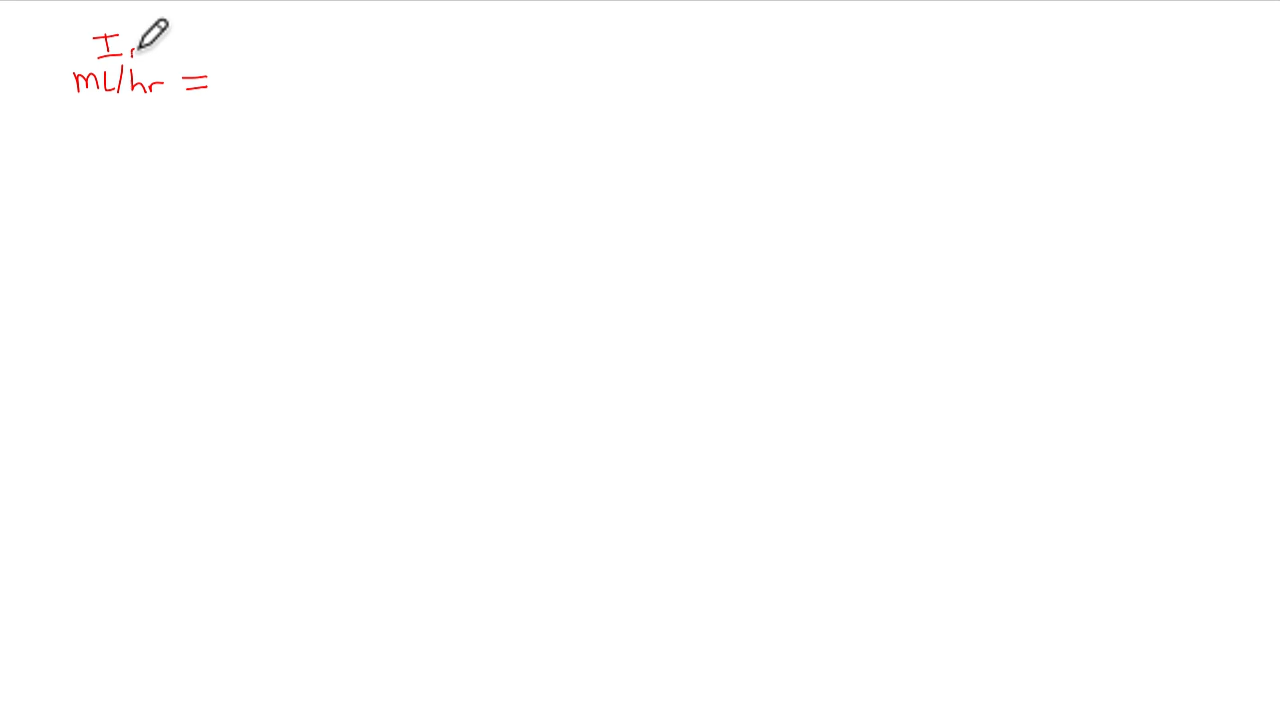 I
mL/hr =